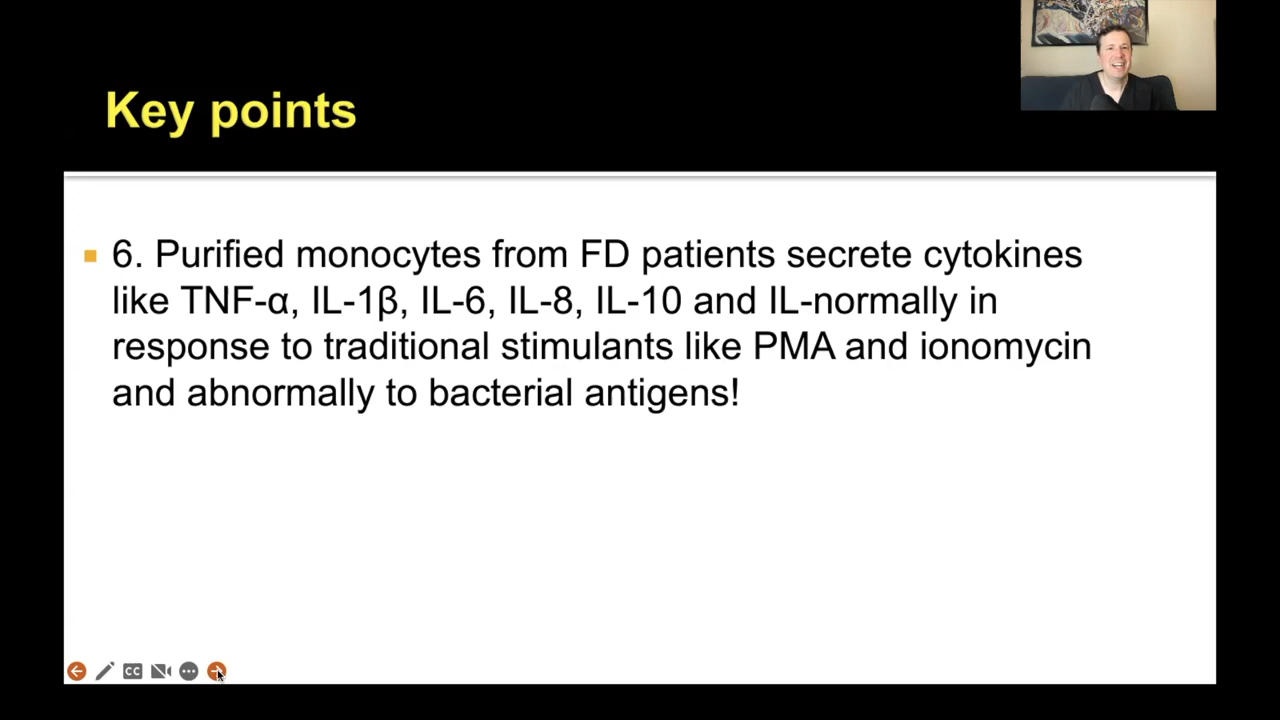 Key points
6. Purified monocytes from FD patients secrete cytokines
like TNF-α, IL-1β, IL-6, IL-8, IL-10 and IL-normally in
response to traditional stimulants like PMA and ionomycin
and abnormally to bacterial antigens!
CC